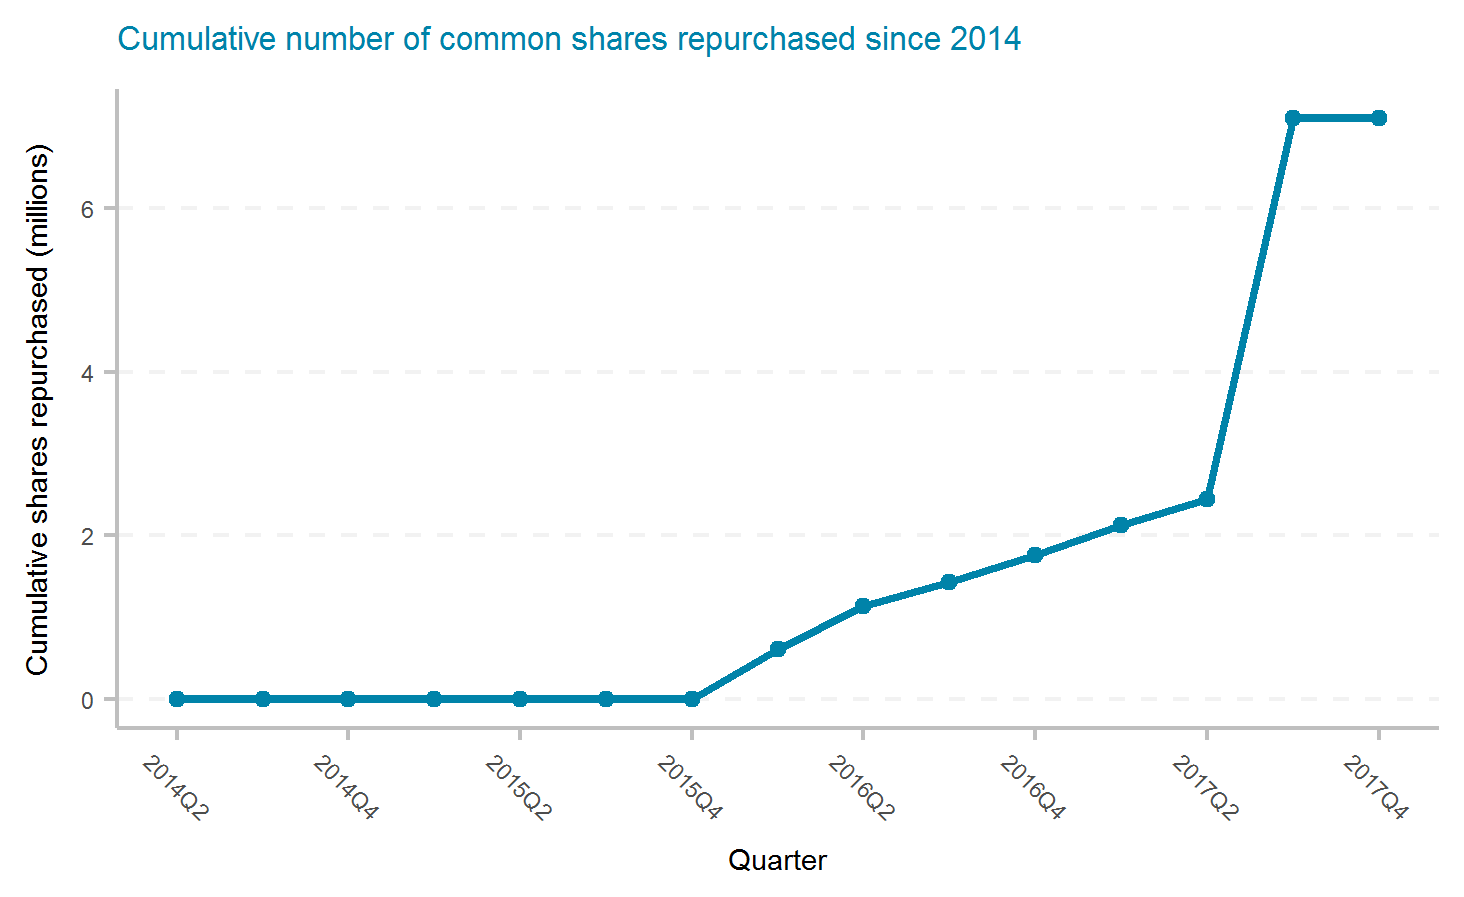 Cumulative number of common shares repurchased since 2014
Cumulative shares repurchased (millions)
6
4
2
0
2014Q2
2014Q4
2015Q2
2015Q4
2016Q2
2016Q4
2017Q2
2017Q4
Quarter